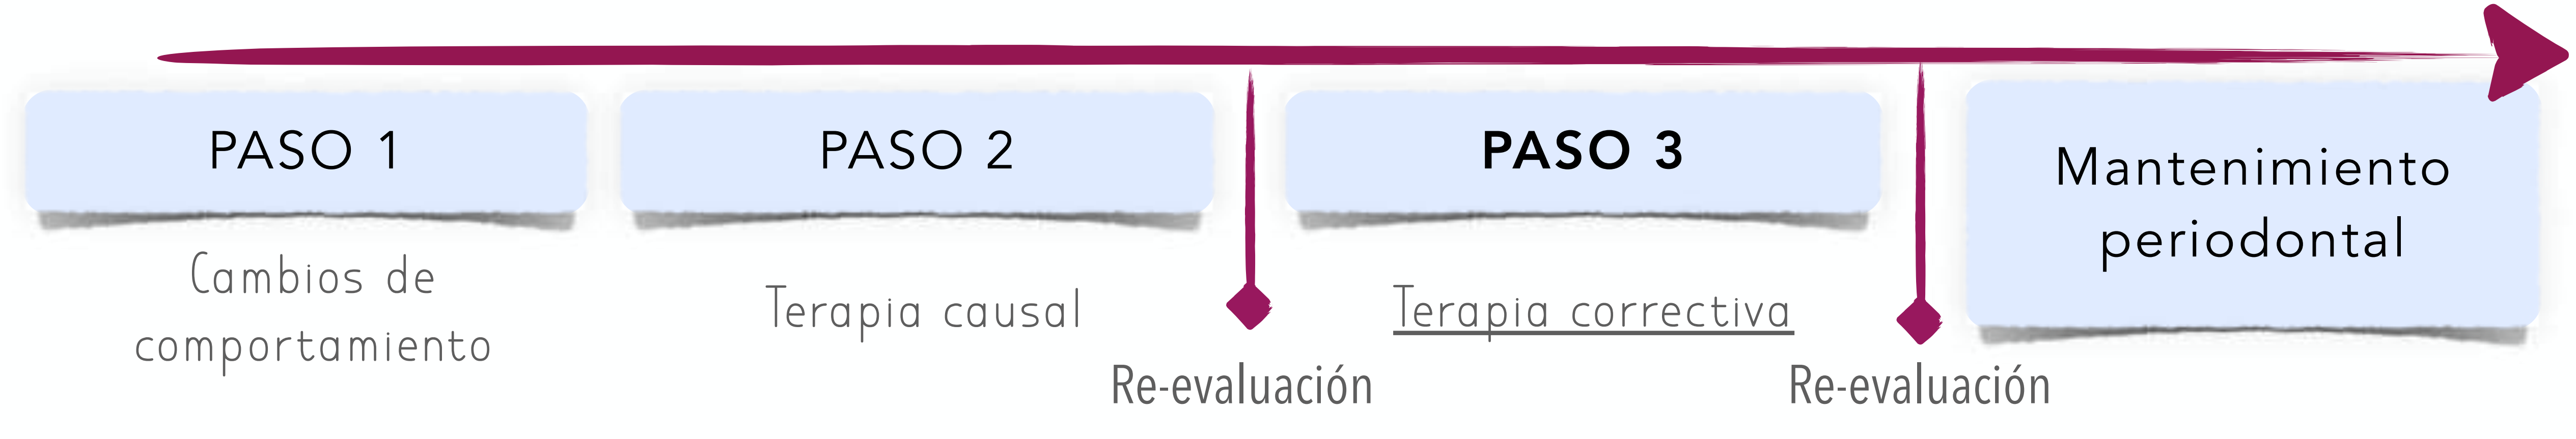 PASO 1
Cambios de
comportamiento
PASO 2
Terapia causal
Re-evaluación
PASO 3
Terapia correctiva
Re-evaluación
Mantenimiento
periodontal